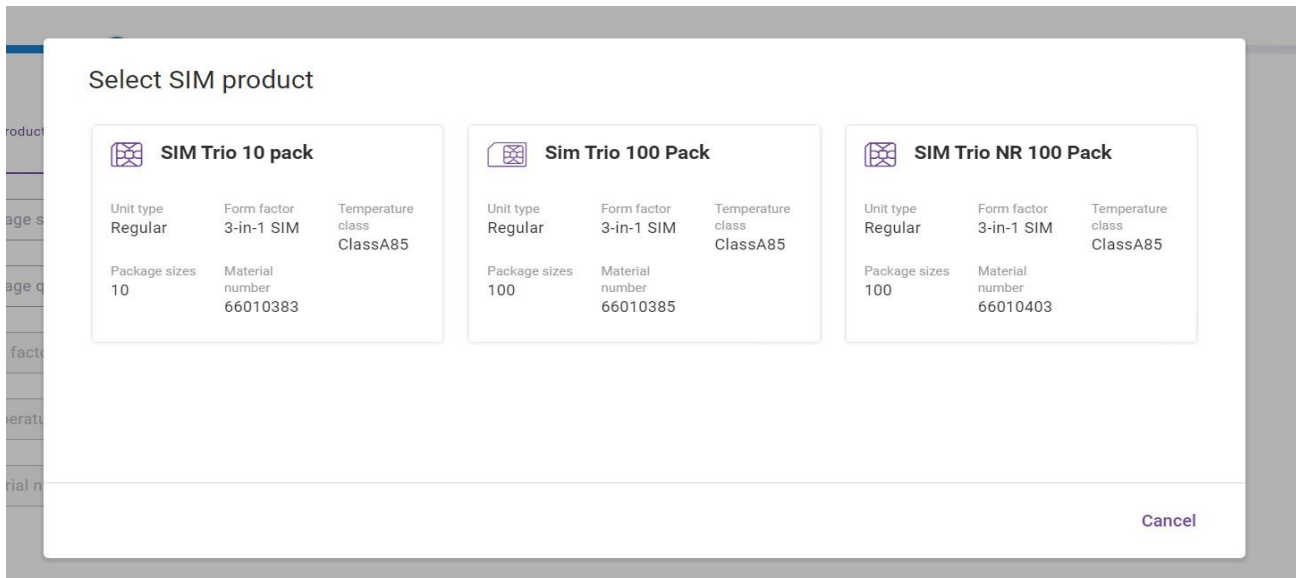 Select SIM product
SIM Trio 10 pack
Unit type
Regular
Form factor
3-in-1 SIM
Temperature
class
ClassA85
Package sizes
10
Material
number
66010383
Sim Trio 100 Pack
Unit type
Regular
Form factor
3-in-1 SIM
Temperature
class
ClassA85
Package sizes
100
Material
number
66010385
SIM Trio NR 100 Pack
Unit type
Regular
Form factor
3-in-1 SIM
Temperature
class
ClassA85
Package sizes
100
Material
number
66010403
Cancel